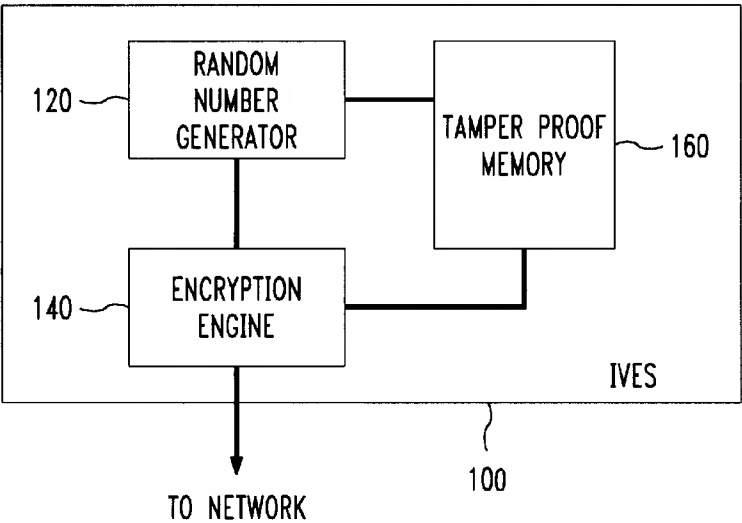 RANDOM
NUMBER
GENERATOR
120
TAMPER PROOF
MEMORY
160
ENCRYPTION
ENGINE
140
IVES
100
TO NETWORK